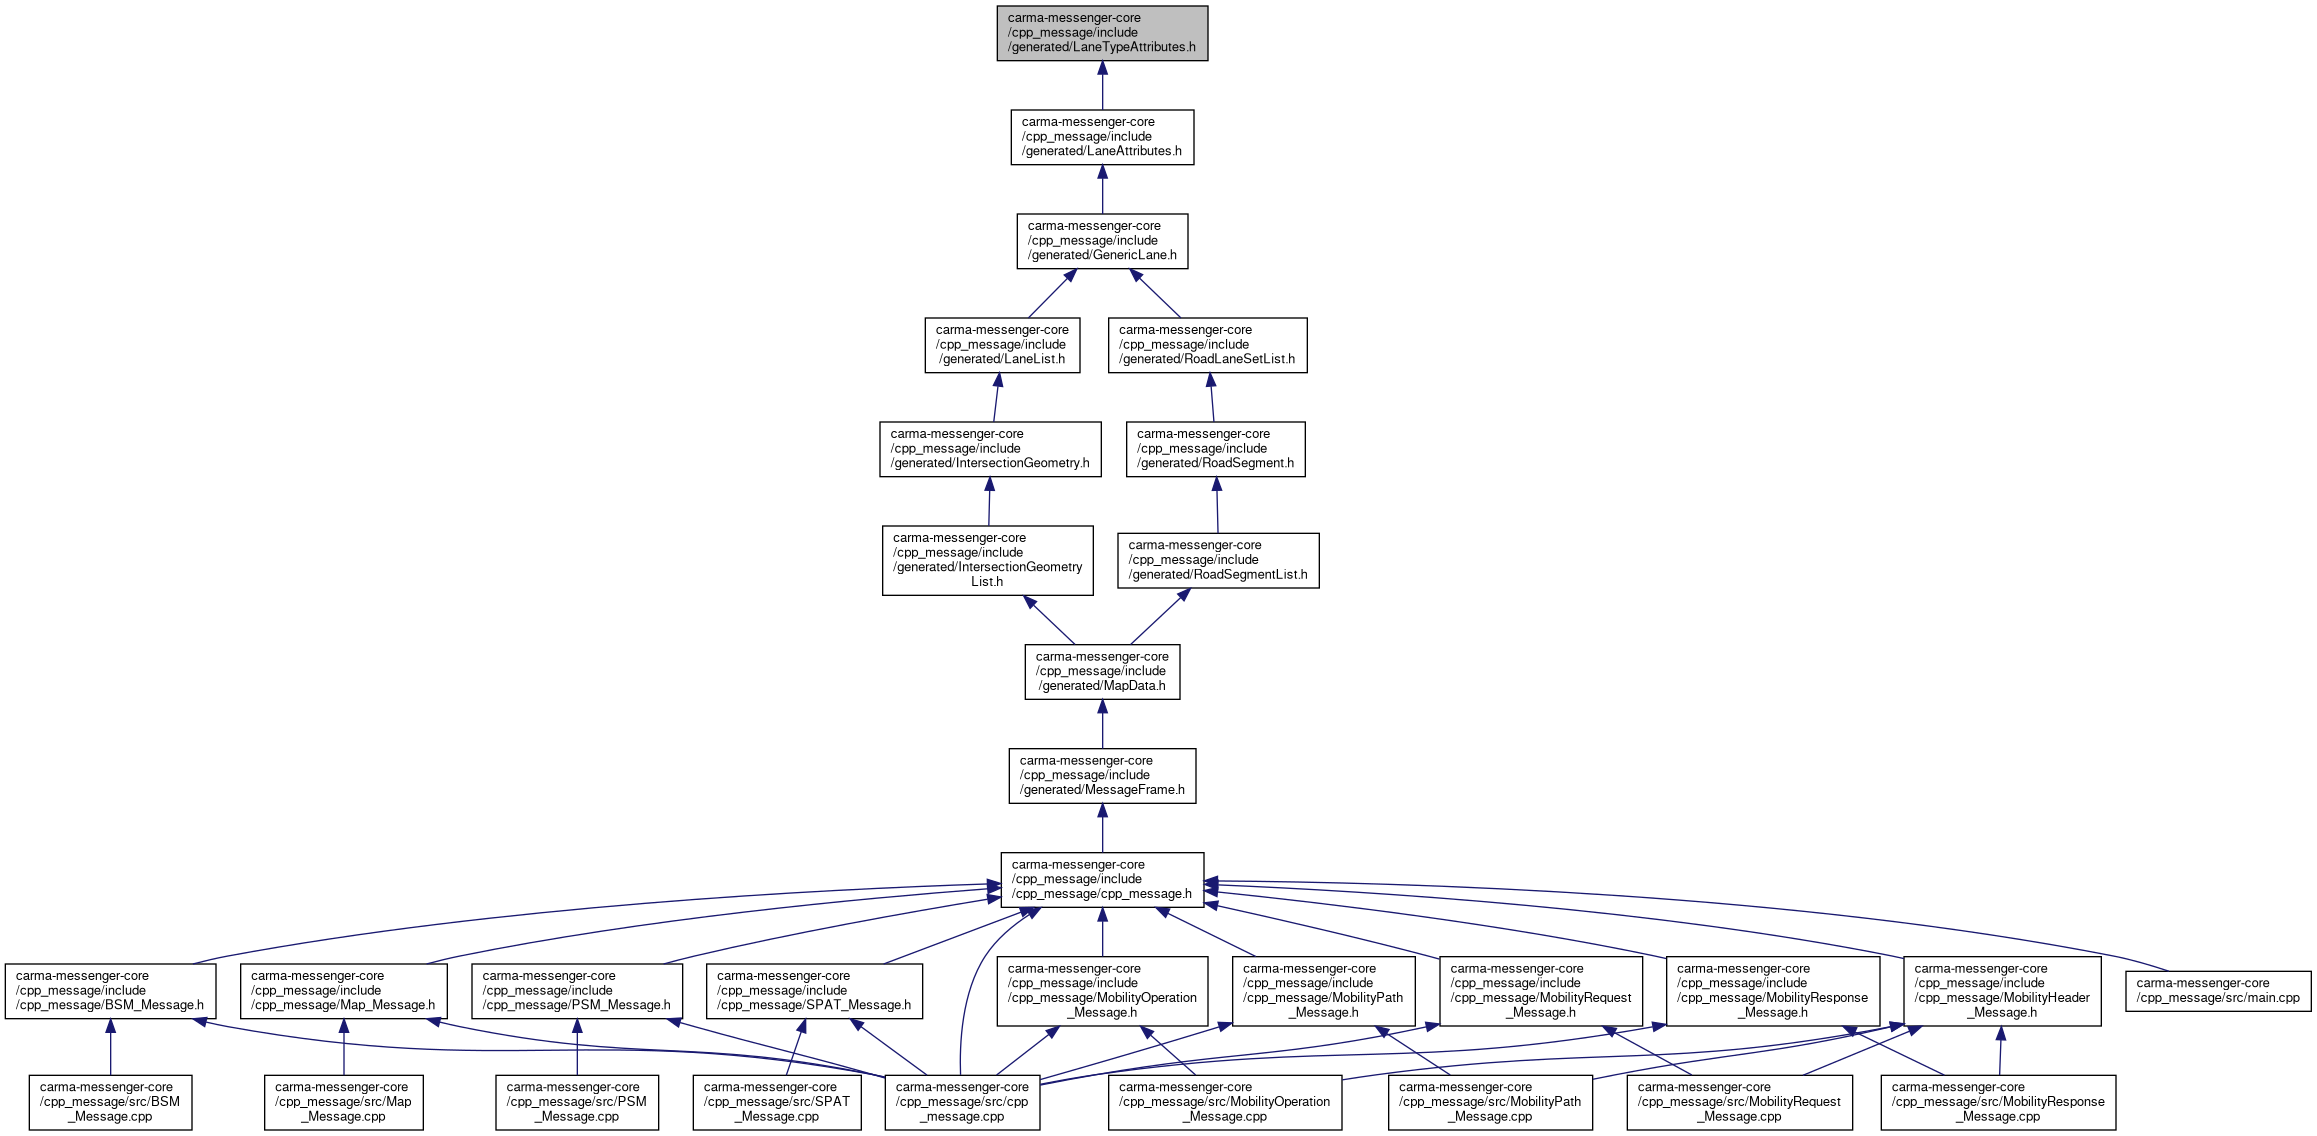 carma-messenger-core
/cpp_message/include
/generated/LaneTypeAttributes.h
carma-messenger-core
/cpp_message/include
/generated/LaneAttributes.h
carma-messenger-core
/cpp_message/include
/generated/GenericLane.h
carma-messenger-core
/cpp_message/include
/generated/LaneList.h
carma-messenger-core
/cpp_message/include
/generated/RoadLaneSetList.h
carma-messenger-core
/cpp_message/include
/generated/IntersectionGeometry.h
carma-messenger-core
/cpp_message/include
/generated/RoadSegment.h
carma-messenger-core
/cpp_message/include
/generated/IntersectionGeometry
List.h
carma-messenger-core
/cpp_message/include
/generated/RoadSegmentList.h
carma-messenger-core
/cpp_message/include
/generated/MapData.h
carma-messenger-core
/cpp_message/include
/generated/MessageFrame.h
carma-messenger-core
/cpp_message/include
/cpp_message/cpp_message.h
carma-messenger-core
/cpp_message/include
/cpp_message/BSM_Message.h
carma-messenger-core
/cpp_message/include
/cpp_message/Map_Message.h
carma-messenger-core
/cpp_message/include
/cpp_message/PSM_Message.h
carma-messenger-core
/cpp_message/include
/cpp_message/SPAT_Message.h
carma-messenger-core
/cpp_message/include
/cpp_message/MobilityOperation
_Message.h
carma-messenger-core
/cpp_message/include
/cpp_message/MobilityPath
_Message.h
carma-messenger-core
/cpp_message/include
/cpp_message/MobilityRequest
_Message.h
carma-messenger-core
/cpp_message/include
/cpp_message/MobilityResponse
_Message.h
carma-messenger-core
/cpp_message/include
/cpp_message/MobilityHeader
_Message.h
carma-messenger-core
/cpp_message/src/main.cpp
carma-messenger-core
/cpp_message/src/BSM
_Message.cpp
carma-messenger-core
/cpp_message/src/Map
_Message.cpp
carma-messenger-core
/cpp_message/src/PSM
_Message.cpp
carma-messenger-core
/cpp_message/src/SPAT
_Message.cpp
carma-messenger-core
/cpp_message/src/cpp
_message.cpp
carma-messenger-core
/cpp_message/src/MobilityOperation
_Message.cpp
carma-messenger-core
/cpp_message/src/MobilityPath
_Message.cpp
carma-messenger-core
/cpp_message/src/MobilityRequest
_Message.cpp
carma-messenger-core
/cpp_message/src/MobilityResponse
_Message.cpp